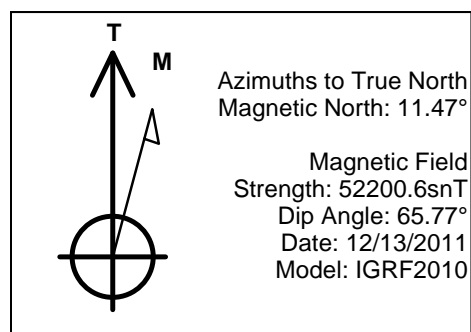 T
M
Azimuths to True North
Magnetic North: 11.47°
Magnetic Field
Strength: 52200.6snT
Dip Angle: 65.77°
Date: 12/13/2011
Model: IGRF2010